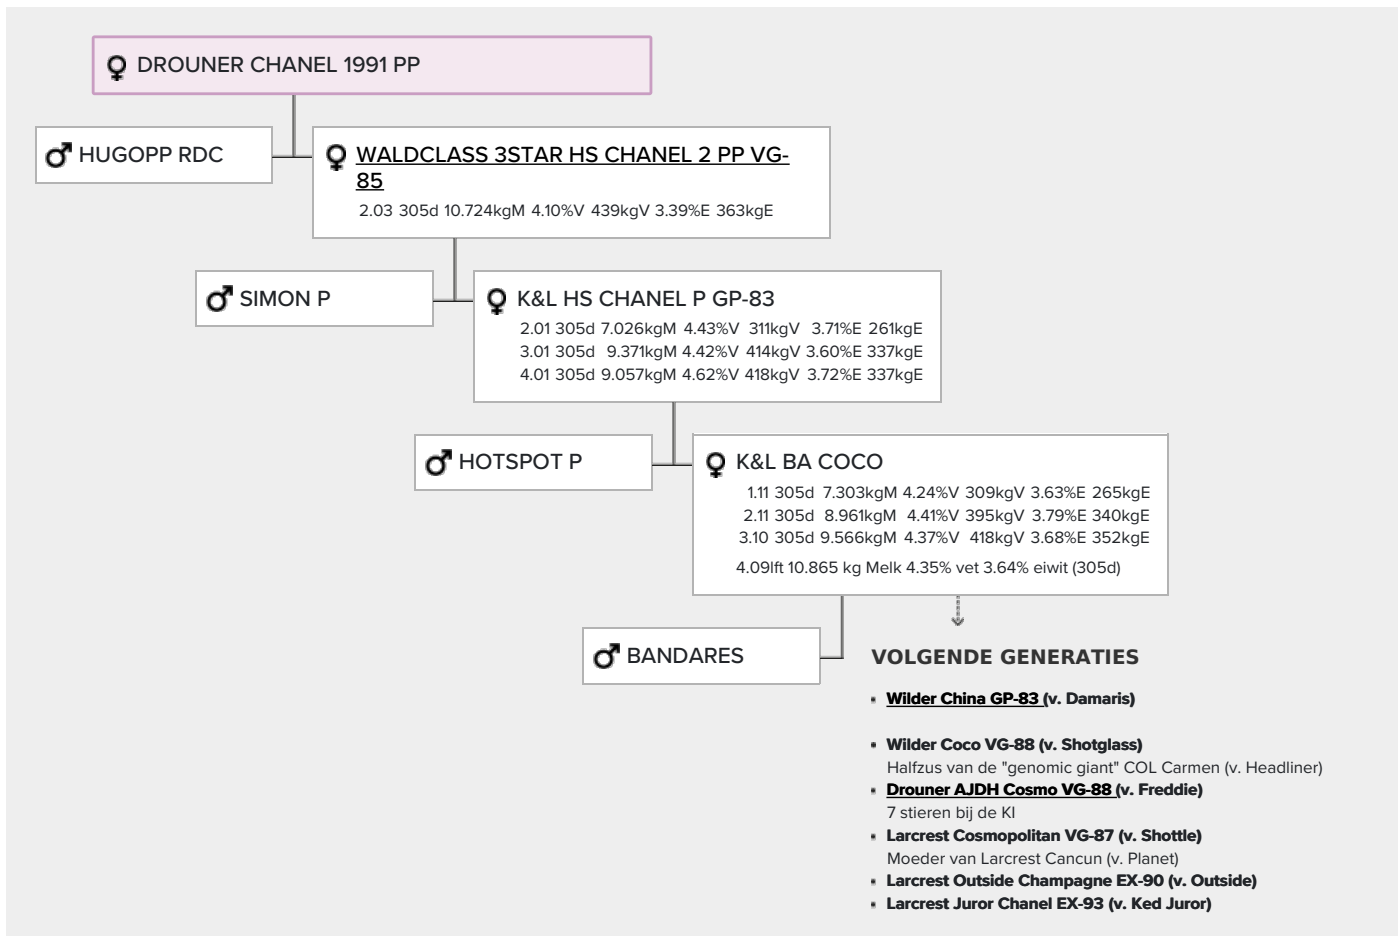 DROUNER CHANEL 1991 PP
HUGOPP RDC
WALDCLASS 3STAR HS CHANEL 2 PP VG-
85
2.03 305d 10.724kgM 4.10%V 439kgV 3.39%E 363kgE
SIMON P
K&L HS CHANEL P GP-83
2.01 305d 7.026kgM 4.43%V 311kgV 3.71%E 261kgE
3.01 305d 9.371kgM 4.42%V 414kgV 3.60%E 337kgE
4.01 305d 9.057kgM 4.62%V 418kgV 3.72%E 337kgE
HOTSPOT P
K&L BA COCO
1.11 305d 7.303kgM 4.24%V 309kgV 3.63%E 265kgE
2.11 305d 8.961kgM 4.41%V 395kgV 3.79%E 340kgE
3.10 305d 9.566kgM 4.37%V 418kgV 3.68%E 352kgE
4.09lft 10.865 kg Melk 4.35% vet 3.64% eiwit (305d)
BANDARES
VOLGENDE GENERATIES
Wilder China GP-83 (v. Damaris)
Wilder Coco VG-88 (v. Shotglass)
Halfzus van de "genomic giant" COL Carmen (v. Headliner)
Drouner AJDH Cosmo VG-88 (v. Freddie)
7 stieren bij de KI
Larcrest Cosmopolitan VG-87 (v. Shottle)
Moeder van Larcrest Cancun (v. Planet)
Larcrest Outside Champagne EX-90 (v. Outside)
Larcrest Juror Chanel EX-93 (v. Ked Juror)